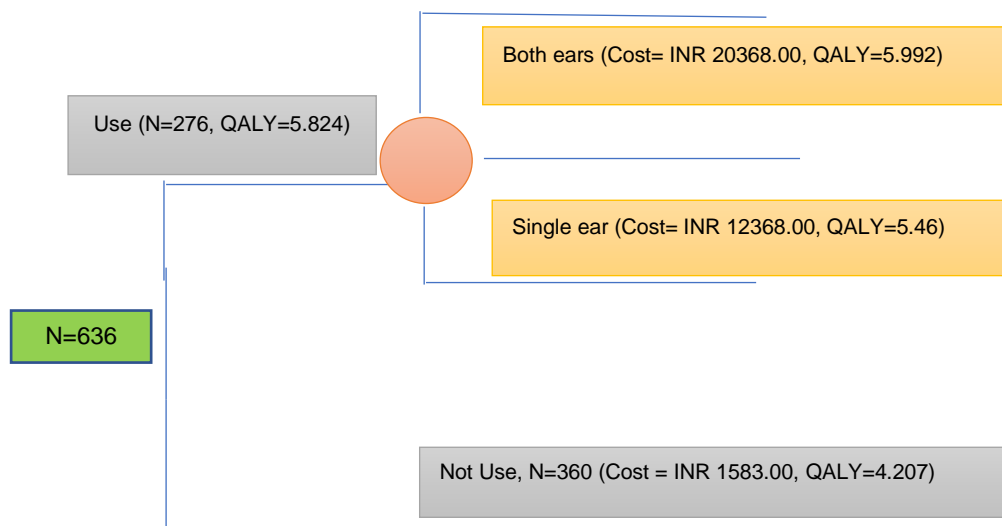 Both ears (Cost= INR 20368.00, QALY=5.992)
Use (N=276, QALY=5.824)
Single ear (Cost= INR 12368.00, QALY=5.46)
N=636
Not Use, N=360 (Cost = INR 1583.00, QALY=4.207)